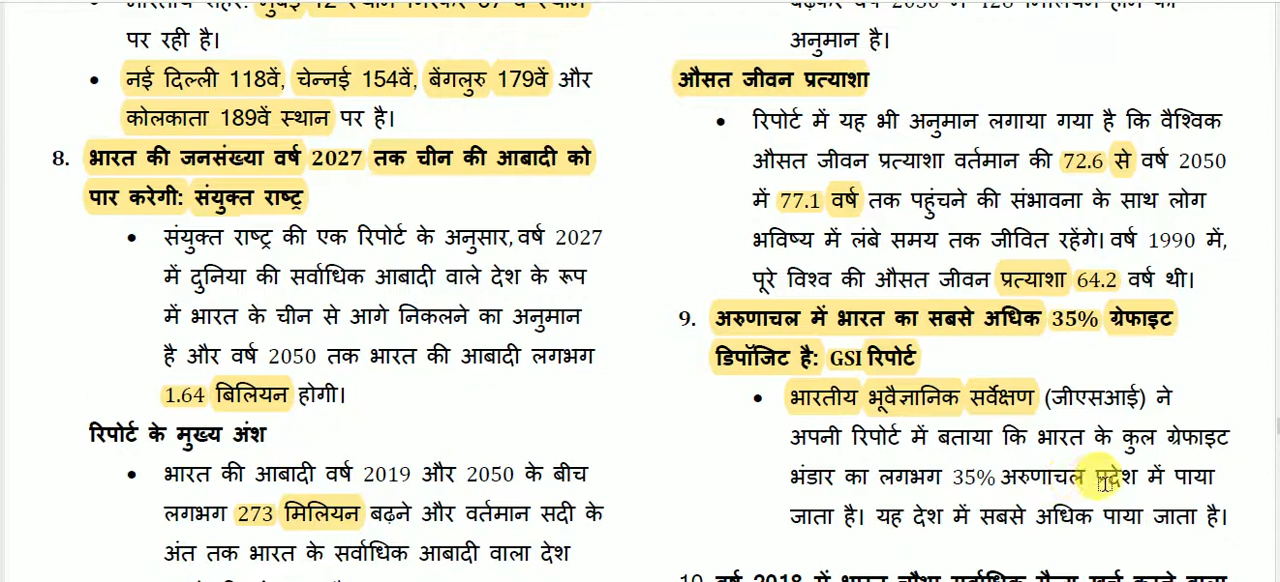 पर रही है।
• नई दिल्ली 118वें, चेन्नई 154वें, बेंगलुरु 179वें और
कोलकाता 189वें स्थान पर है।
8. भारत की जनसंख्या वर्ष 2027 तक चीन की आबादी को
पार करेगी: संयुक्त राष्ट्र
• संयुक्त राष्ट्र की एक रिपोर्ट के अनुसार, वर्ष 2027
में दुनिया की सर्वाधिक आबादी वाले देश के रूप
में भारत के चीन से आगे निकलने का अनुमान
है और वर्ष 2050 तक भारत की आबादी लगभग
1.64 बिलियन होगी।
रिपोर्ट के मुख्य अंश
• भारत की आबादी वर्ष 2019 और 2050 के बीच
लगभग 273 मिलियन बढ़ने और वर्तमान सदी के
अंत तक भारत के सर्वाधिक आबादी वाला देश
अनुमान है।
औसत जीवन प्रत्याशा
• रिपोर्ट में यह भी अनुमान लगाया गया है कि वैश्विक
औसत जीवन प्रत्याशा वर्तमान की 72.6 से वर्ष 2050
में 77.1 वर्ष तक पहुंचने की संभावना के साथ लोग
भविष्य में लंबे समय तक जीवित रहेंगे। वर्ष 1990 में,
पूरे विश्व की औसत जीवन प्रत्याशा 64.2 वर्ष थी।
9. अरुणाचल में भारत का सबसे अधिक 35% ग्रेफाइट
डिपॉजिट है: GSI रिपोर्ट
• भारतीय भूवैज्ञानिक सर्वेक्षण (जीएसआई) ने
अपनी रिपोर्ट में बताया कि भारत के कुल ग्रेफाइट
भंडार का लगभग 35% अरुणाचल प्रदेश में पाया
जाता है। यह देश में सबसे अधिक पाया जाता है।